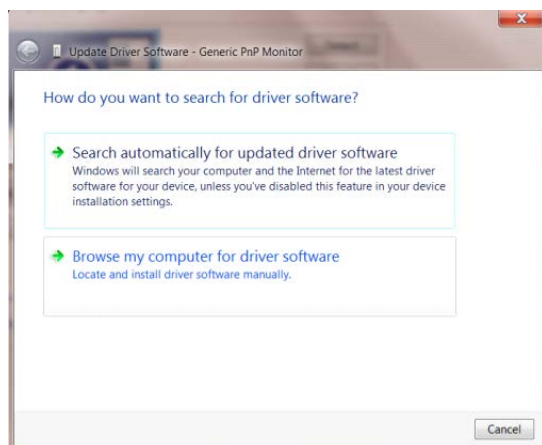 Update Driver Software - Generic PnP Monitor
How do you want to search for driver software?
Search automatically for updated driver software
Windows will search your computer and the Internet for the latest driver
software for your device, unless you've disabled this feature in your device
installation settings.
Browse my computer for driver software
Locate and install driver software manually.
Cancel